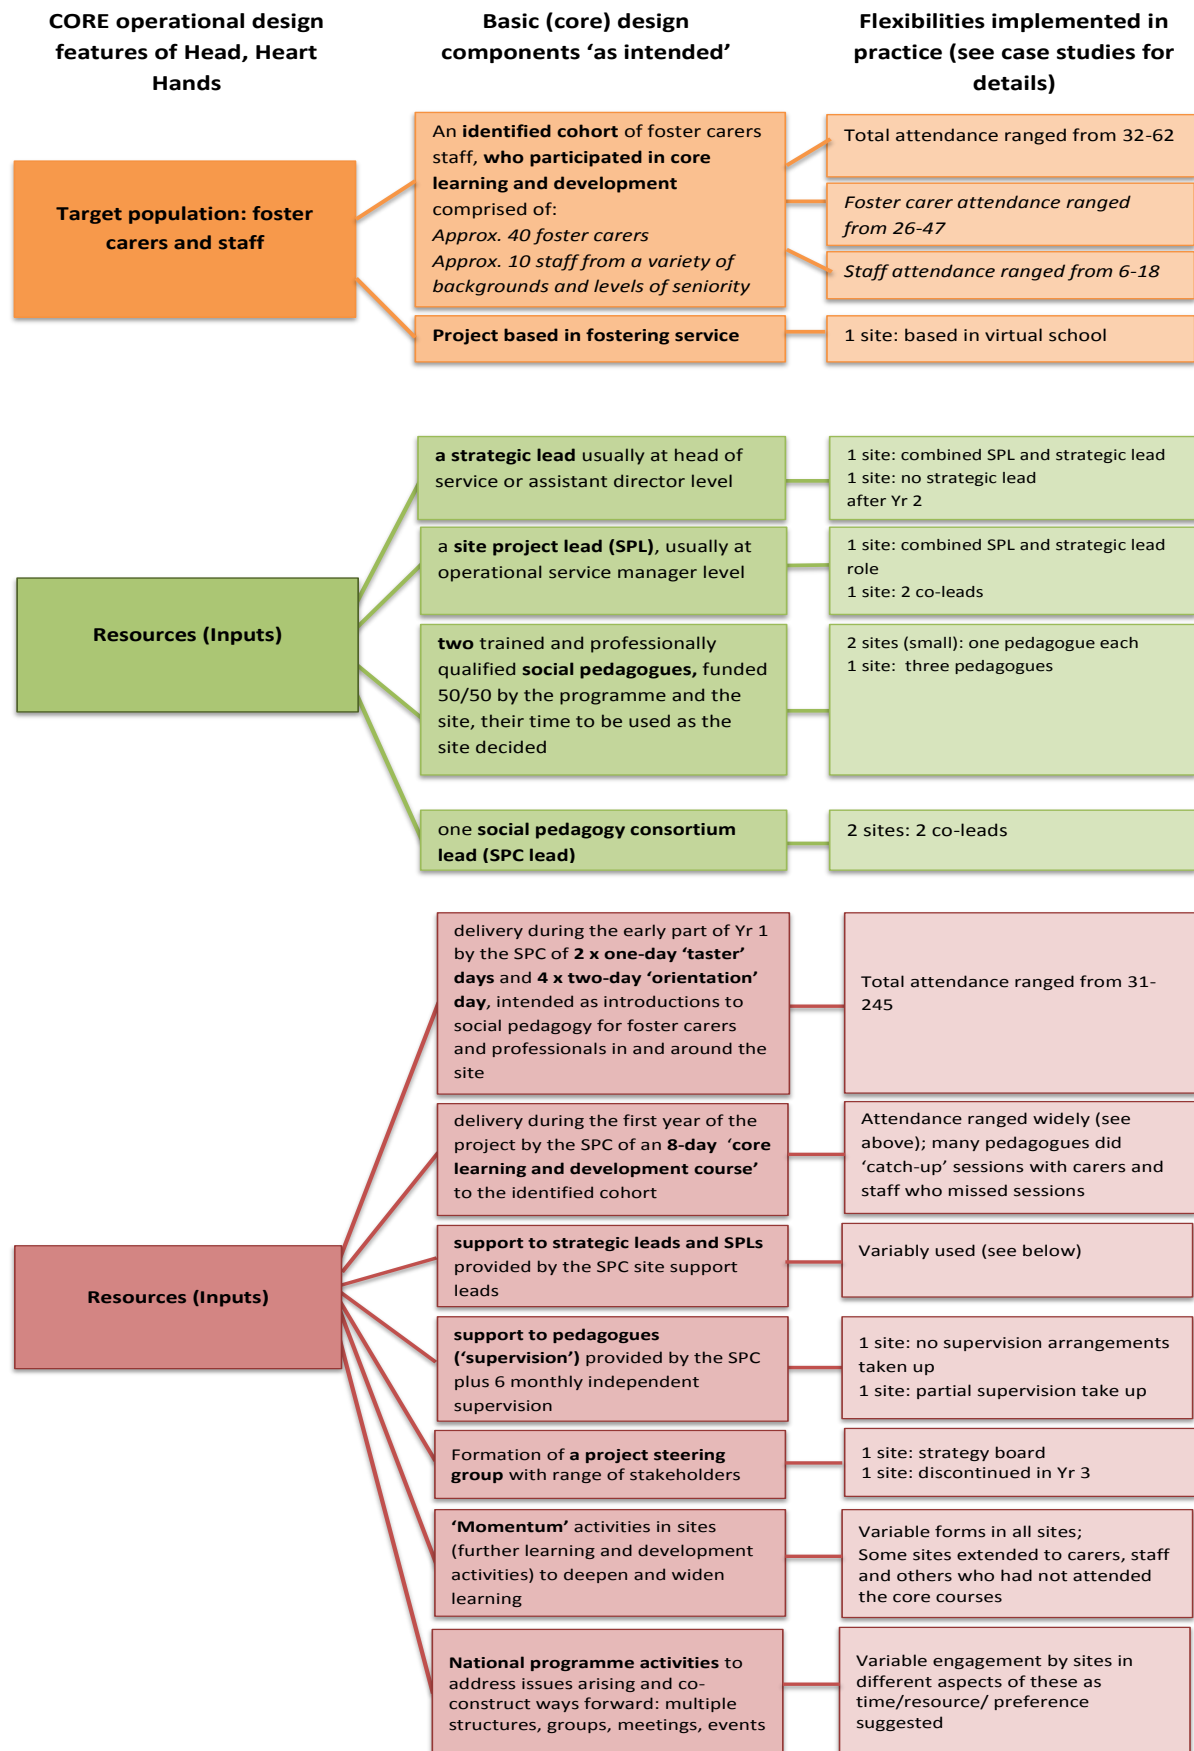 CORE operational design
features of Head, Heart
Hands
Basic (core) design
components ‘as intended’
Flexibilities implemented in
practice (see case studies for
details)
Target population: foster
carers and staff
An identified cohort of foster carers
staff, who participated in core
learning and development
comprised of:
Approx. 40 foster carers
Approx. 10 staff from a variety of
backgrounds and levels of seniority
Total attendance ranged from 32-62
Foster carer attendance ranged
from 26-47
Staff attendance ranged from 6-18
Project based in fostering service
1 site: based in virtual school
Resources (Inputs)
a strategic lead usually at head of
service or assistant director level
1 site: combined SPL and strategic lead
1 site: no strategic lead
after Yr 2
a site project lead (SPL), usually at
operational service manager level
1 site: combined SPL and strategic lead
role
1 site: 2 co-leads
two trained and professionally
qualified social pedagogues, funded
50/50 by the programme and the
site, their time to be used as the
site decided
2 sites (small): one pedagogue each
1 site:  three pedagogues
one social pedagogy consortium
lead (SPC lead)
2 sites: 2 co-leads
Resources (Inputs)
delivery during the early part of Yr 1
by the SPC of 2 x one-day ‘taster’
days and 4 x two-day ‘orientation’
day, intended as introductions to
social pedagogy for foster carers
and professionals in and around the
site
Total attendance ranged from 31-
245
delivery during the first year of the
project by the SPC of an 8-day  ‘core
learning and development course’
to the identified cohort
Attendance ranged widely (see
above); many pedagogues did
‘catch-up’ sessions with carers and
staff who missed sessions
support to strategic leads and SPLs
provided by the SPC site support
leads
Variably used (see below)
support to pedagogues
(‘supervision’) provided by the SPC
plus 6 monthly independent
supervision
1 site: no supervision arrangements
taken up
1 site: partial supervision take up
Formation of a project steering
group with range of stakeholders
1 site: strategy board
1 site: discontinued in Yr 3
‘Momentum’ activities in sites
(further learning and development
activities) to deepen and widen
learning
Variable forms in all sites;
Some sites extended to carers, staff
and others who had not attended
the core courses
National programme activities to
address issues arising and co-
construct ways forward: multiple
structures, groups, meetings, events
Variable engagement by sites in
different aspects of these as
time/resource/ preference
suggested